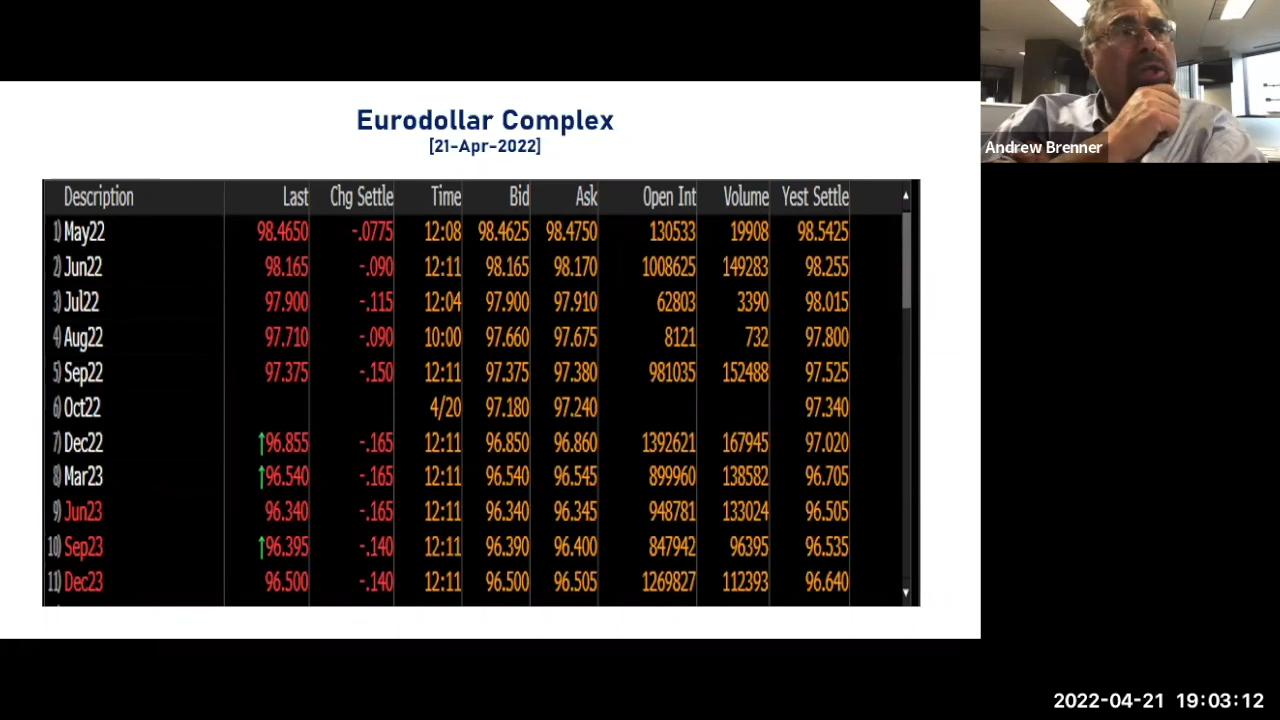 Eurodollar Complex
[21-Apr-2022]
Description Last Chg Settle Time Bid Ask Open Int Volume Yest Settle
1) May22 98.4650 -.0775 12:08 98.4625 98.4750 130533 19908 98.5425
2) Jun22 98.165 -.090 12:11 98.165 98.170 1008625 149283 98.255
3) Jul22 97.900 -.115 12:04 97.900 97.910 62803 3390 98.015
4) Aug22 97.710 -.090 10:00 97.660 97.675 8121 732 97.800
5) Sep22 97.375 -.150 12:11 97.375 97.380 981035 152488 97.525
6) Oct22 4/20 97.180 97.240 97.340
7) Dec22 ↑96.855 -.165 12:11 96.850 96.860 1392621 167945 97.020
8) Mar23 ↑96.540 -.165 12:11 96.540 96.545 899960 138582 96.705
9) Jun23 96.340 -.165 12:11 96.340 96.345 948781 133024 96.505
10) Sep23 ↑96.395 -.140 12:11 96.390 96.400 847942 96395 96.535
11) Dec23 96.500 -.140 12:11 96.500 96.505 1269827 112393 96.640
Andrew Brenner
2022-04-21 19:03:12